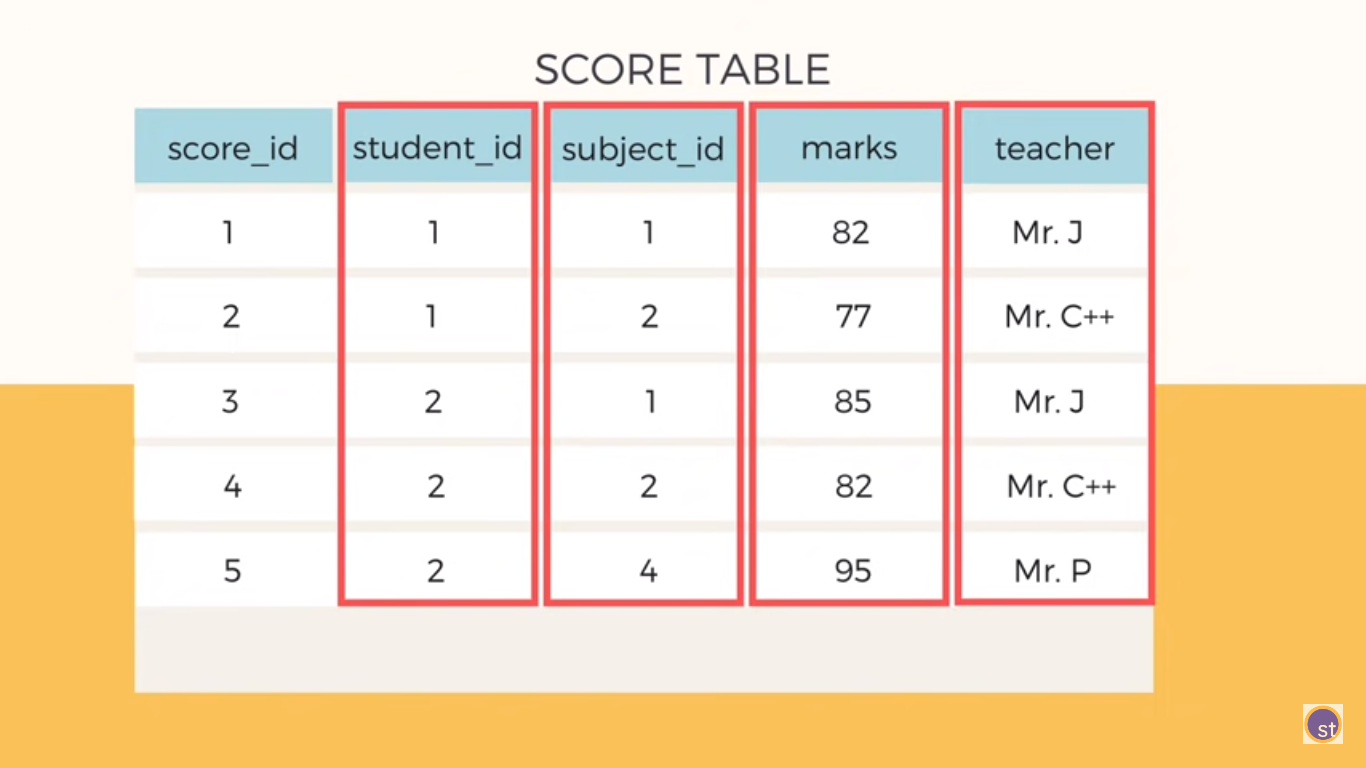 SCORE TABLE
score_id student_id subject_id marks teacher
1 1 1 82 Mr. J
2 1 2 77 Mr. C++
3 2 1 85 Mr. J
4 2 2 82 Mr. C++
5 2 4 95 Mr. P
st